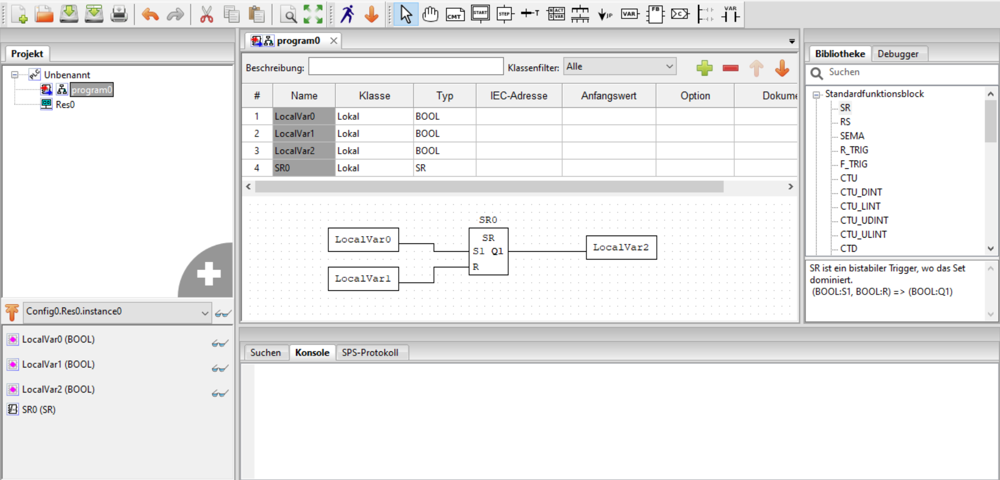 CMT START STEP T N ACT S VAR JP VAR FB C VAR
Projekt
Unbenannt
program0
Res0
Config0.Res0.instance0
LocalVar0 (BOOL)
LocalVar1 (BOOL)
LocalVar2 (BOOL)
SR0 (SR)
program0
Beschreibung: Klassenfilter: Alle
# Name Klasse Typ IEC-Adresse Anfangswert Option Dokume
1 LocalVar0 Lokal BOOL
2 LocalVar1 Lokal BOOL
3 LocalVar2 Lokal BOOL
4 SR0 Lokal SR
SR0
LocalVar0 SR
S1 Q1 LocalVar2
R
LocalVar1
Suchen Konsole SPS-Protokoll
Bibliotheke Debugger
Suchen
Standardfunktionsblock
SR
RS
SEMA
R_TRIG
F_TRIG
CTU
CTU_DINT
CTU_LINT
CTU_UDINT
CTU_ULINT
CTD
SR ist ein bistabiler Trigger, wo das Set
dominiert.
(BOOL:S1, BOOL:R) => (BOOL:Q1)